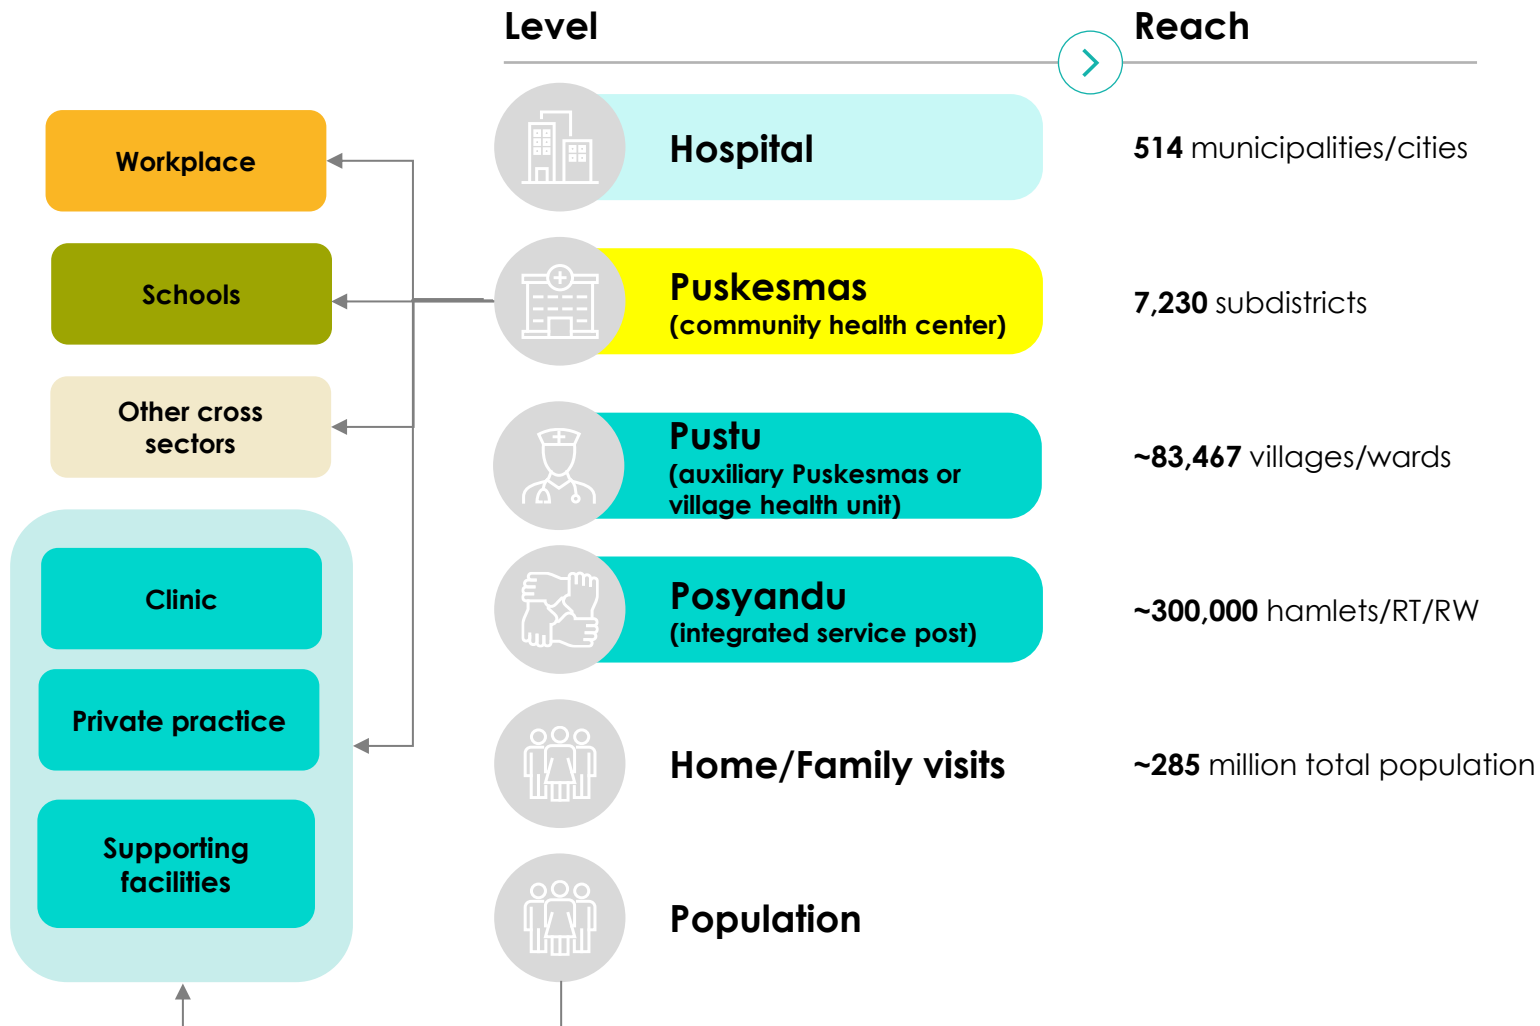 Level
Reach
Workplace
Schools
Other cross
sectors
Clinic
Private practice
Supporting
facilities
Hospital
514 municipalities/cities
Puskesmas
(community health center)
7,230 subdistricts
Pustu
(auxiliary Puskesmas or
village health unit)
~83,467 villages/wards
Posyandu
(integrated service post)
~300,000 hamlets/RT/RW
Home/Family visits
~285 million total population
Population